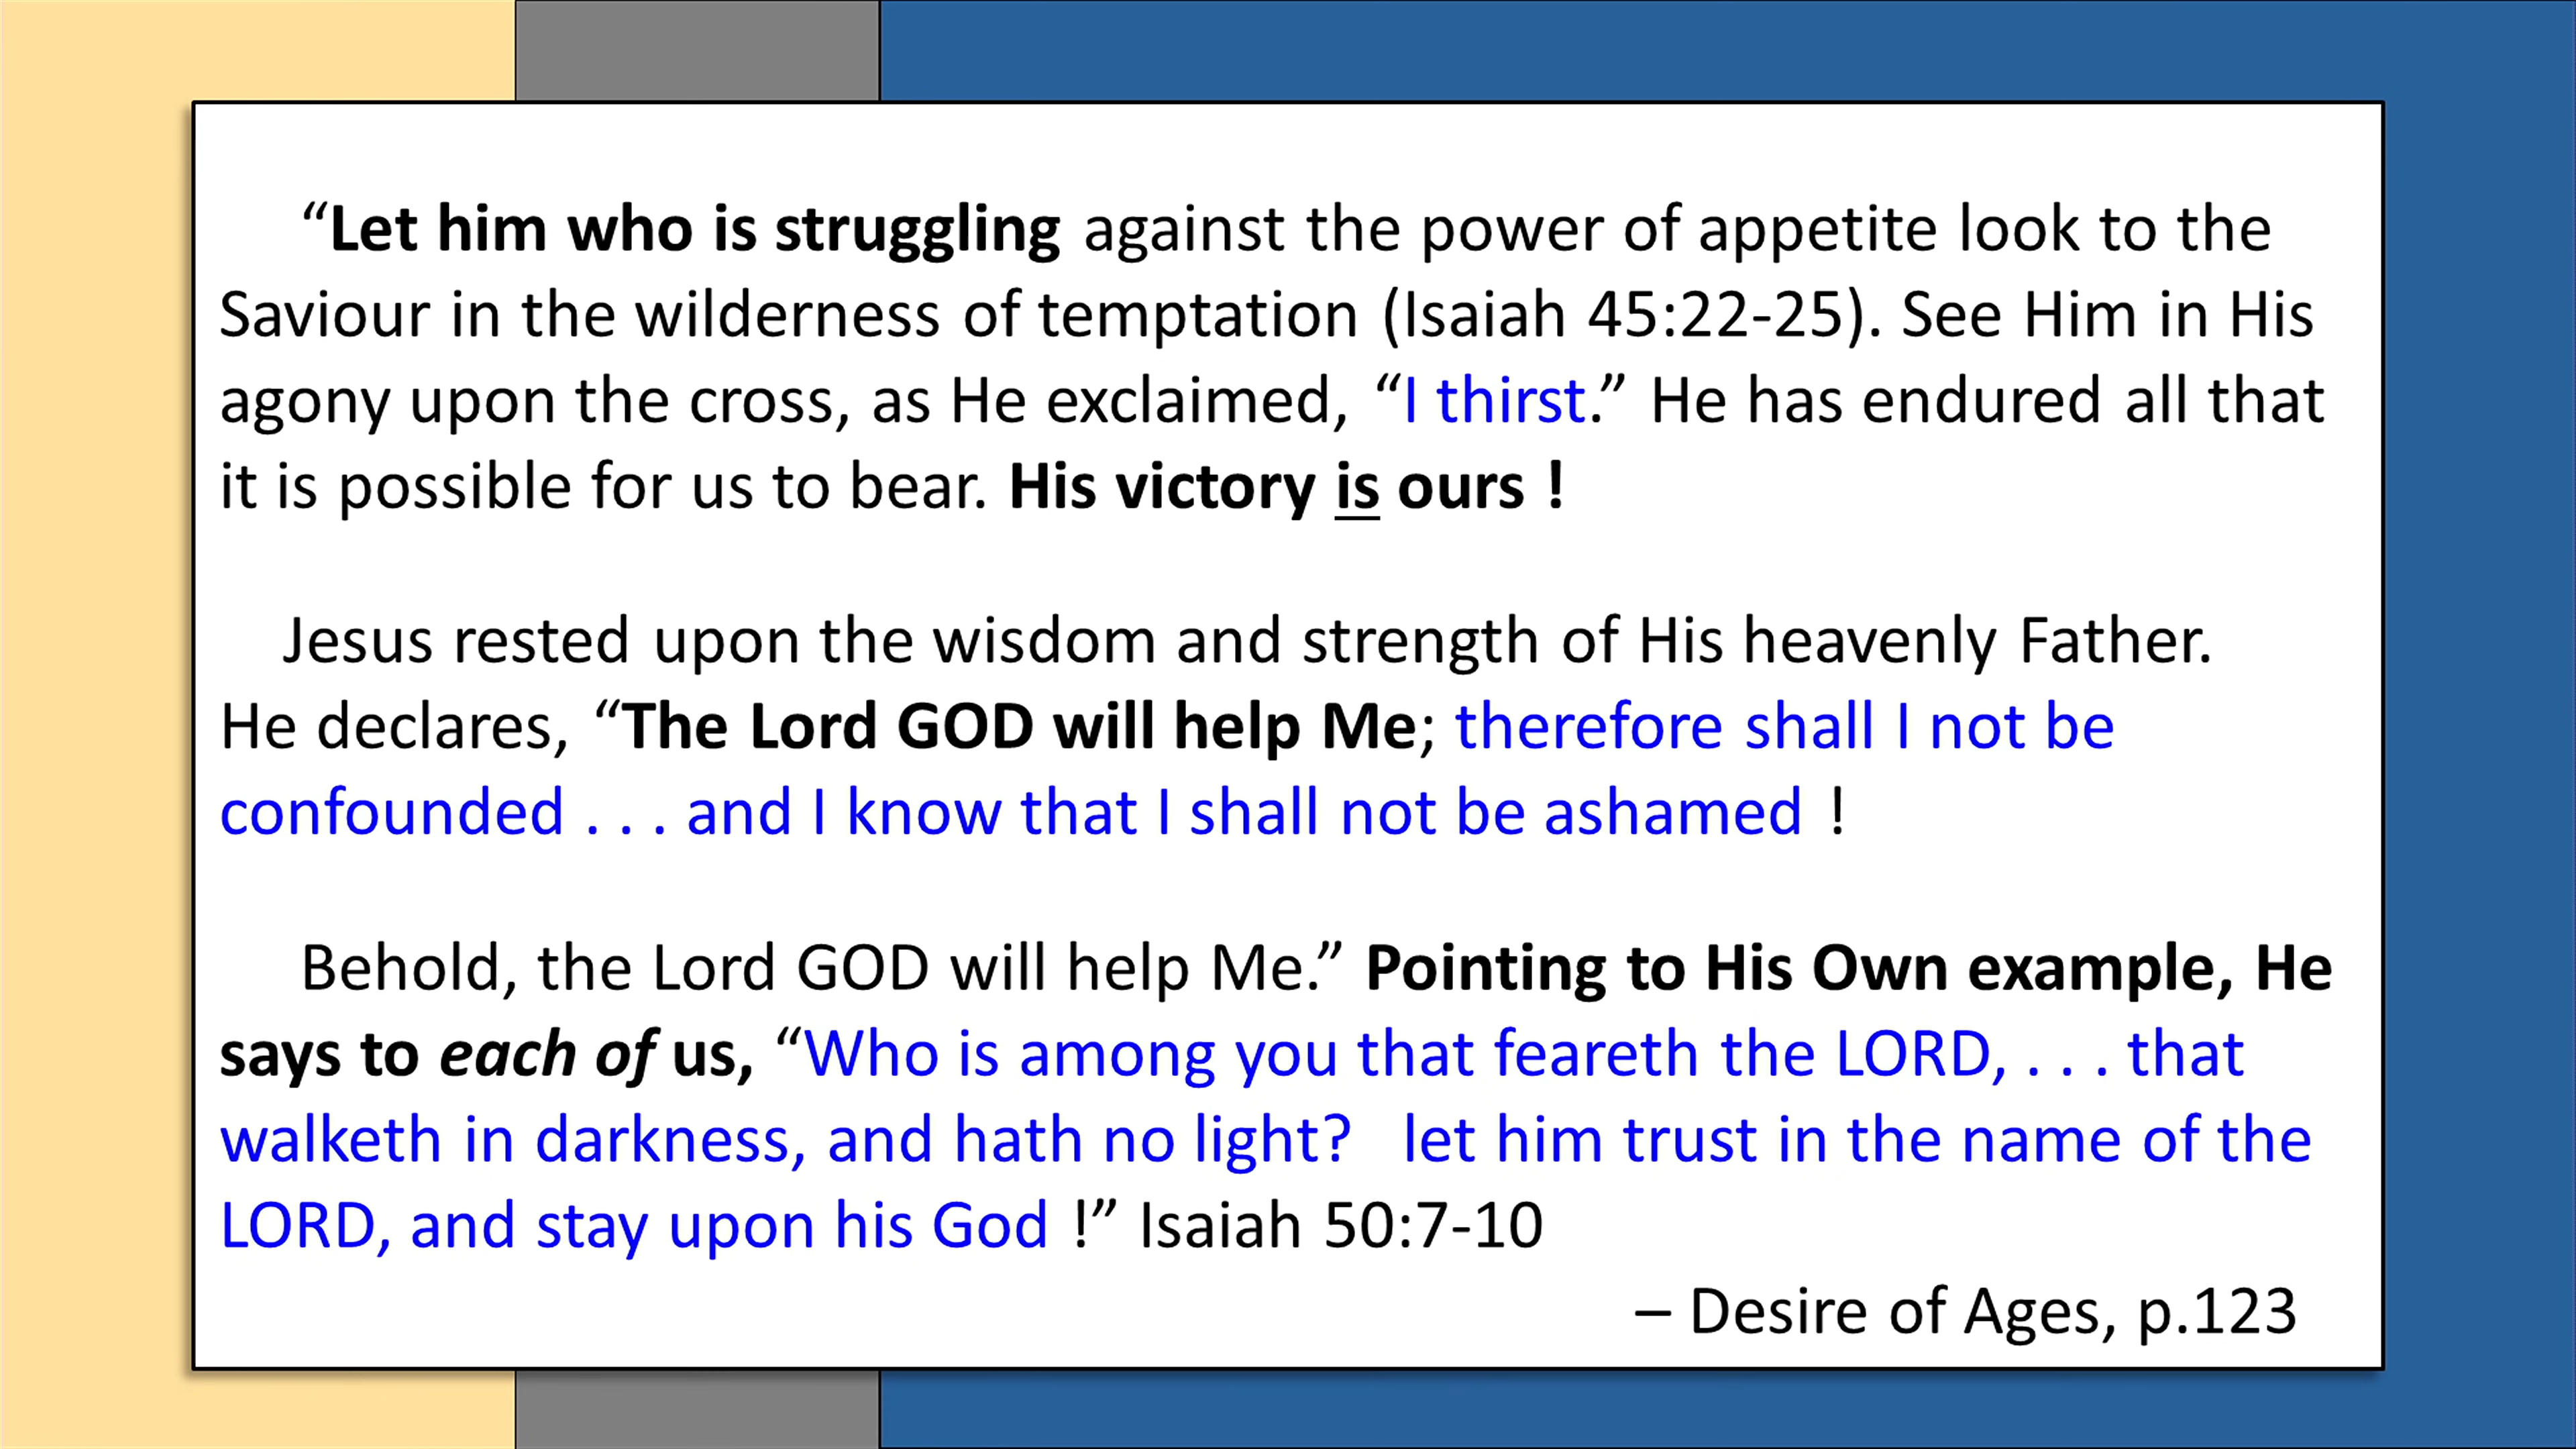 “Let him who is struggling against the power of appetite look to the
Saviour in the wilderness of temptation (Isaiah 45:22-25). See Him in His
agony upon the cross, as He exclaimed, “I thirst.” He has endured all that
it is possible for us to bear. His victory is ours !
Jesus rested upon the wisdom and strength of His heavenly Father.
He declares, “The Lord GOD will help Me; therefore shall I not be
confounded . . . and I know that I shall not be ashamed !
Behold, the Lord GOD will help Me.” Pointing to His Own example, He
says to each of us, “Who is among you that feareth the LORD, . . . that
walketh in darkness, and hath no light?   let him trust in the name of the
LORD, and stay upon his God !” Isaiah 50:7-10
– Desire of Ages, p.123